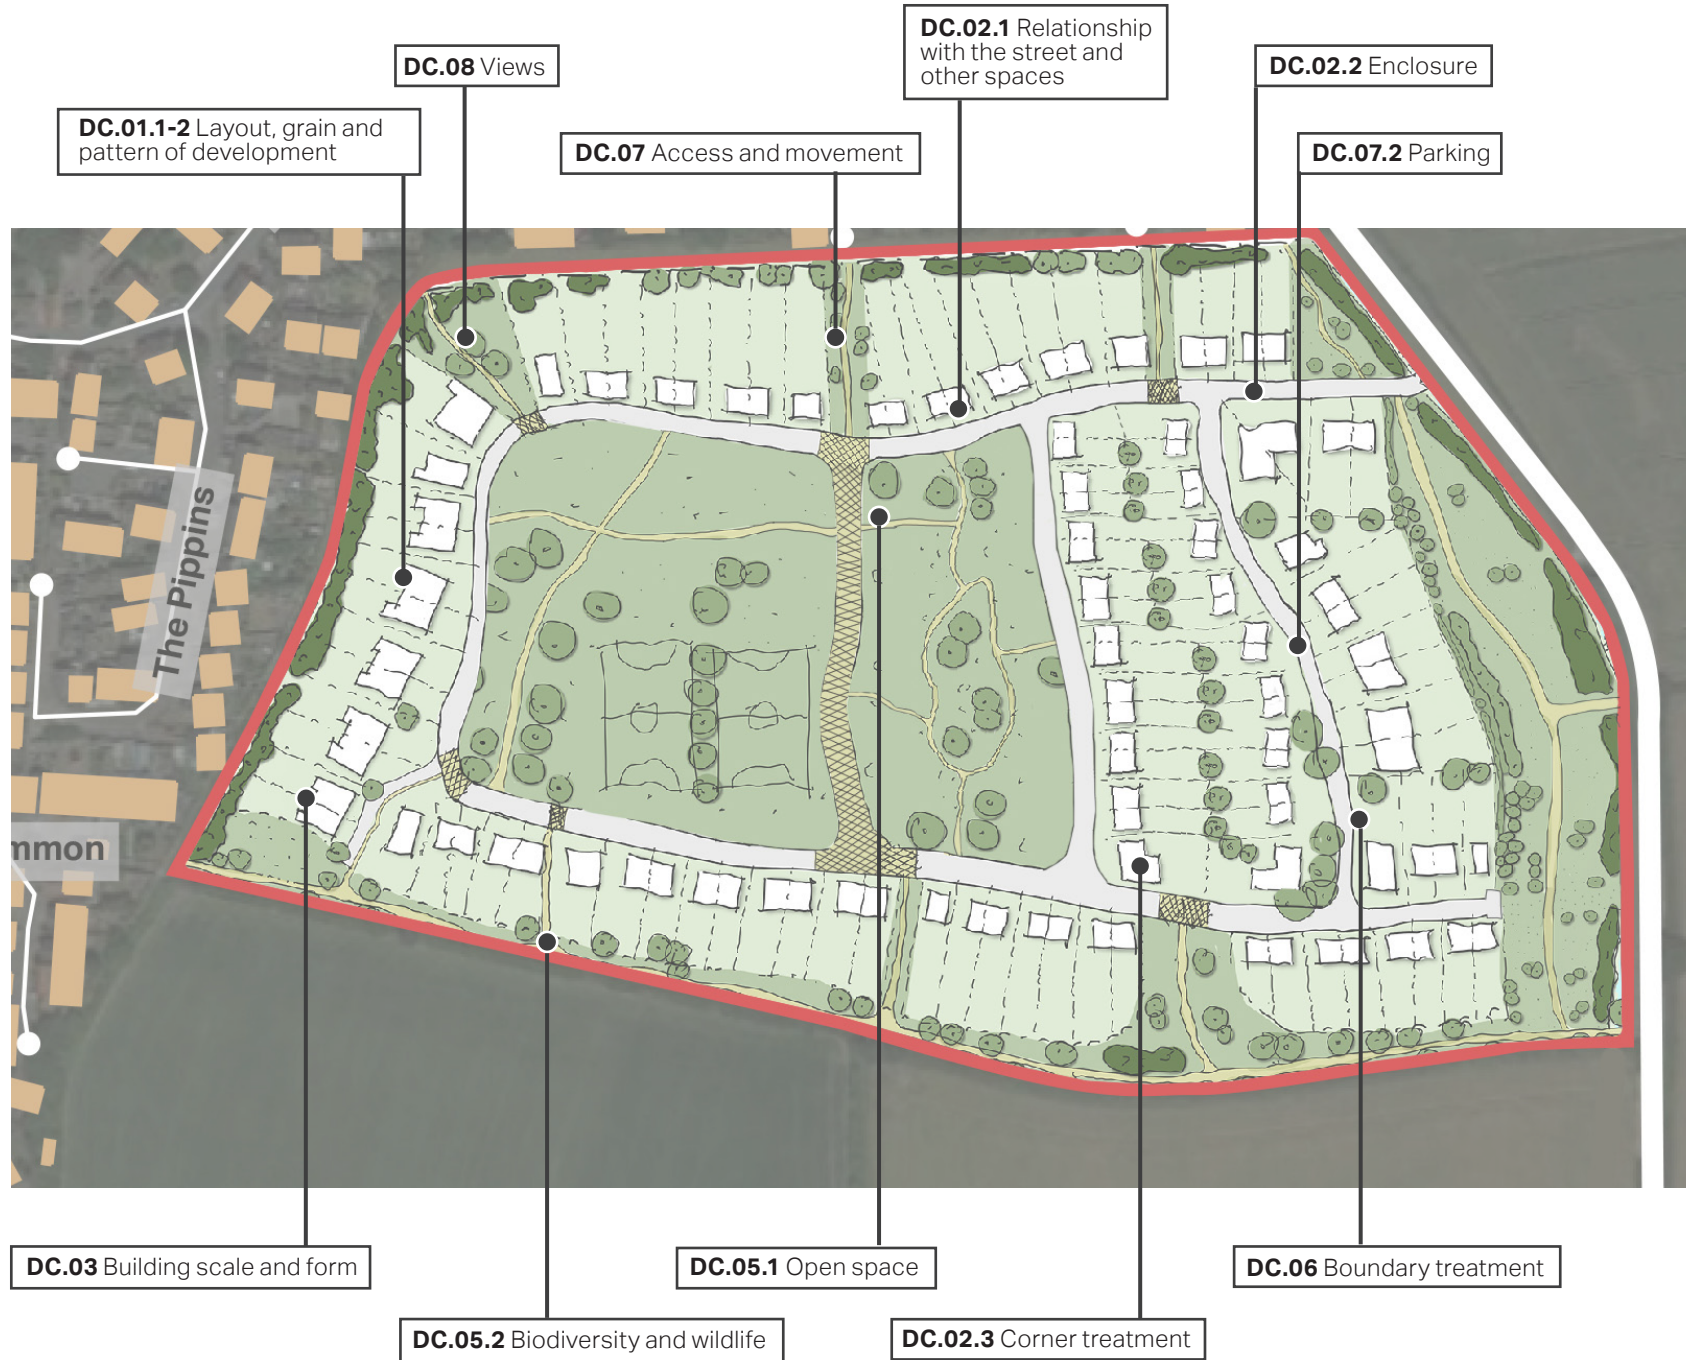 DC.02.1 Relationship
with the street and
other spaces
DC.08 Views
DC.02.2 Enclosure
DC.01.1-2 Layout, grain and
pattern of development
DC.07 Access and movement
DC.07.2 Parking
The Pippins
mmon
DC.03 Building scale and form
DC.05.1 Open space
DC.06 Boundary treatment
DC.05.2 Biodiversity and wildlife
DC.02.3 Corner treatment